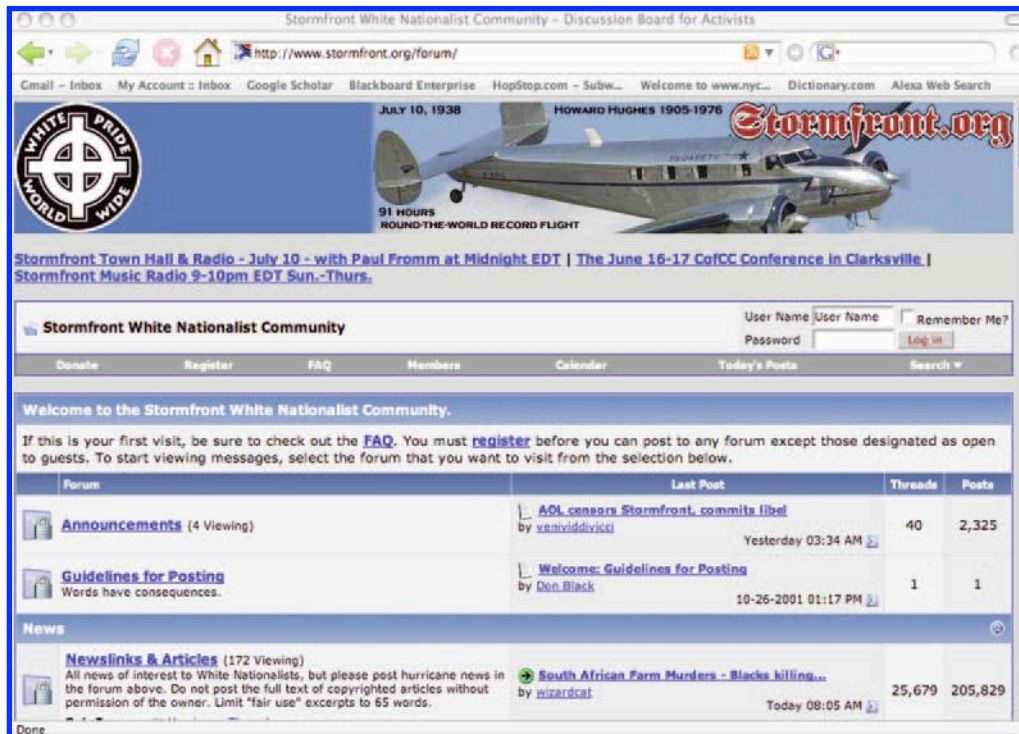 Stormfront White Nationalist Community – Discussion Board for Activists
http://www.stormfront.org/forum/
G
Gmail – Inbox My Account :: Inbox Google Scholar Blackboard Enterprise HopStop.com – Subw... Welcome to www.nyc... Dictionary.com Alexa Web Search
WHITE PRIDE WORLD WIDE
JULY 10, 1938 HOWARD HUGHES 1905-1976
Stormfront.org
91 HOURS
ROUND-THE-WORLD RECORD FLIGHT
Stormfront Town Hall & Radio - July 10 - with Paul Fromm at Midnight EDT | The June 16-17 CofCC Conference in Clarksville |
Stormfront Music Radio 9-10pm EDT Sun.-Thurs.
Stormfront White Nationalist Community
User Name User Name Remember Me?
Password Log in
Donate Register FAQ Members Calendar Today's Posts Search
Welcome to the Stormfront White Nationalist Community.
If this is your first visit, be sure to check out the FAQ. You must register before you can post to any forum except those designated as open
to guests. To start viewing messages, select the forum that you want to visit from the selection below.
Forum Last Post Threads Posts
Announcements (4 Viewing)
AOL censors Stormfront, commits libel
by venividdivicci
Yesterday 03:34 AM
40 2,325
Guidelines for Posting
Words have consequences.
Welcome: Guidelines for Posting
by Don Black
10-26-2001 01:17 PM
1 1
News
Newslinks & Articles (172 Viewing)
All news of interest to White Nationalists, but please post hurricane news in
the forum above. Do not post the full text of copyrighted articles without
permission of the owner. Limit "fair use" excerpts to 65 words.
South African Farm Murders - Blacks killing...
by wizardcat
Today 08:05 AM
25,679 205,829
Done